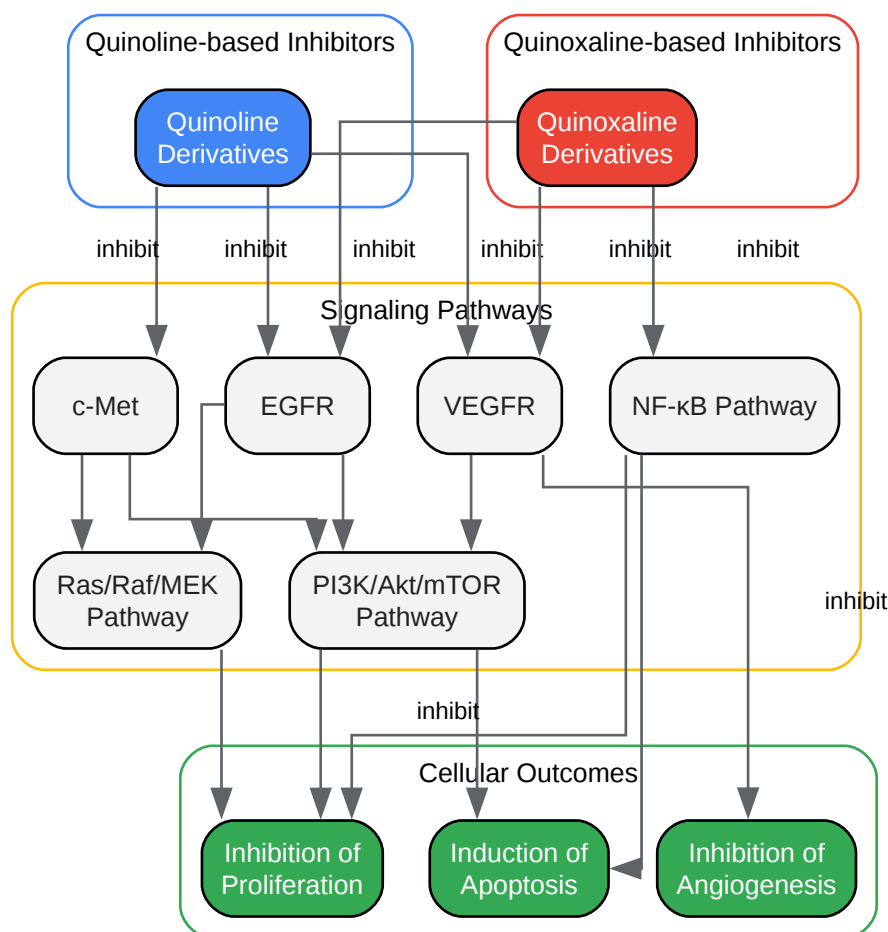 Quinoline-based Inhibitors
Quinoxaline-based Inhibitors
Quinoline
Derivatives
Quinoxaline
Derivatives
inhibit
inhibit
inhibit
inhibit
inhibit
inhibit
Signaling Pathways
c-Met
EGFR
VEGFR
NF-κB Pathway
Ras/Raf/MEK
Pathway
PI3K/Akt/mTOR
Pathway
inhibit
inhibit
Cellular Outcomes
Inhibition of
Proliferation
Induction of
Apoptosis
Inhibition of
Angiogenesis